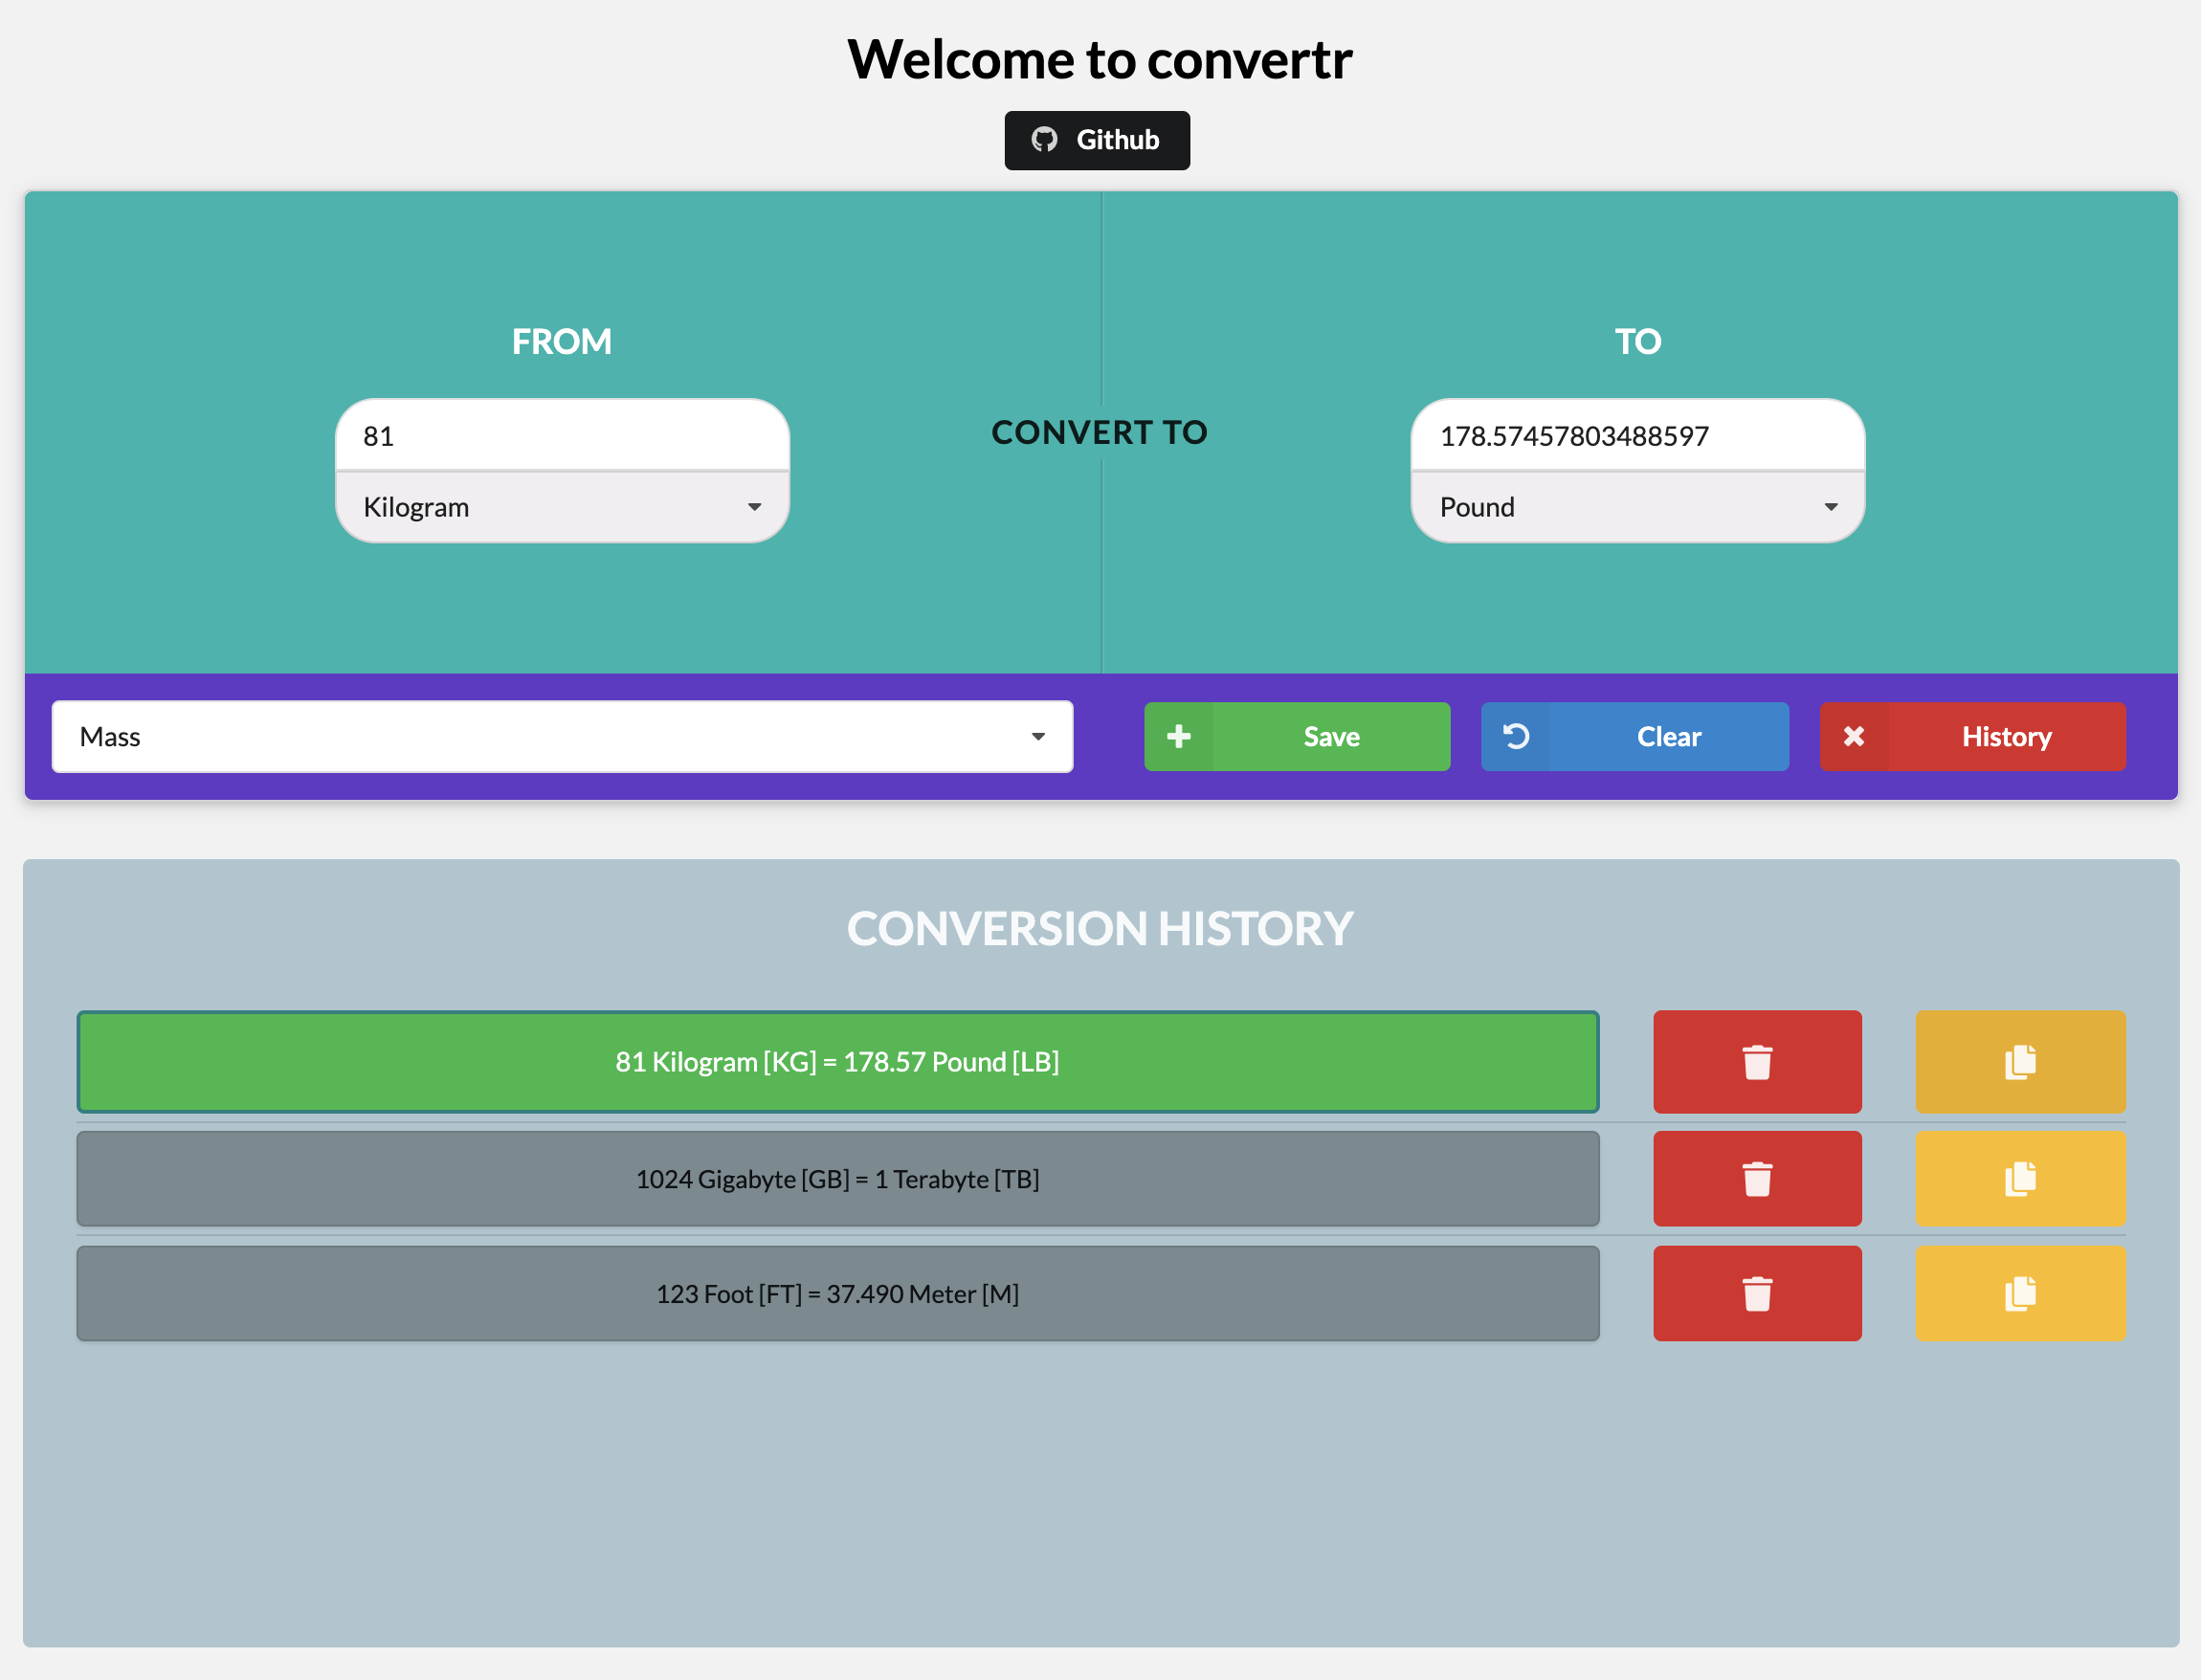 Welcome to convertr
Github
FROM
TO
81
CONVERT TO
178.57457803488597
Kilogram
Pound
Mass
Save
Clear
History
CONVERSION HISTORY
81 Kilogram [KG] = 178.57 Pound [LB]
1024 Gigabyte [GB] = 1 Terabyte [TB]
123 Foot [FT] = 37.490 Meter [M]